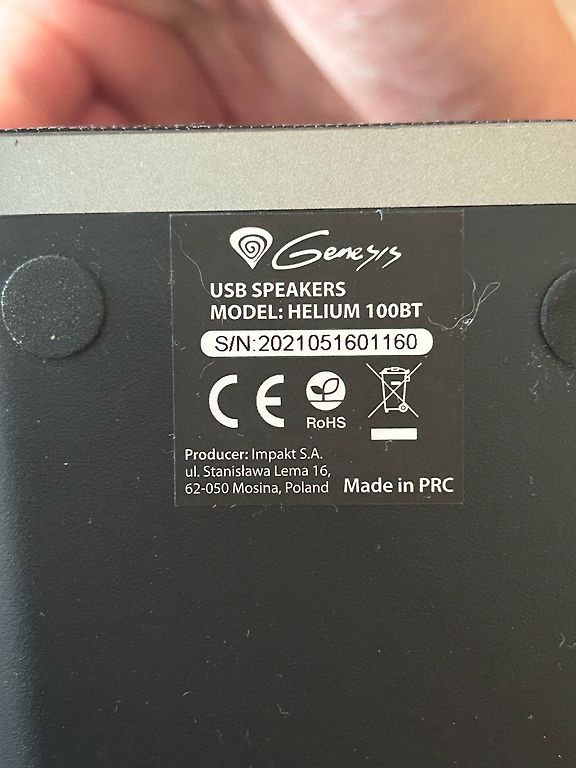 Genesis
USB SPEAKERS
MODEL: HELIUM 100BT
S/N:2021051601160
CE
RoHS
Producer: Impakt S.A.
ul. Stanisława Lema 16,
62-050 Mosina, Poland Made in PRC